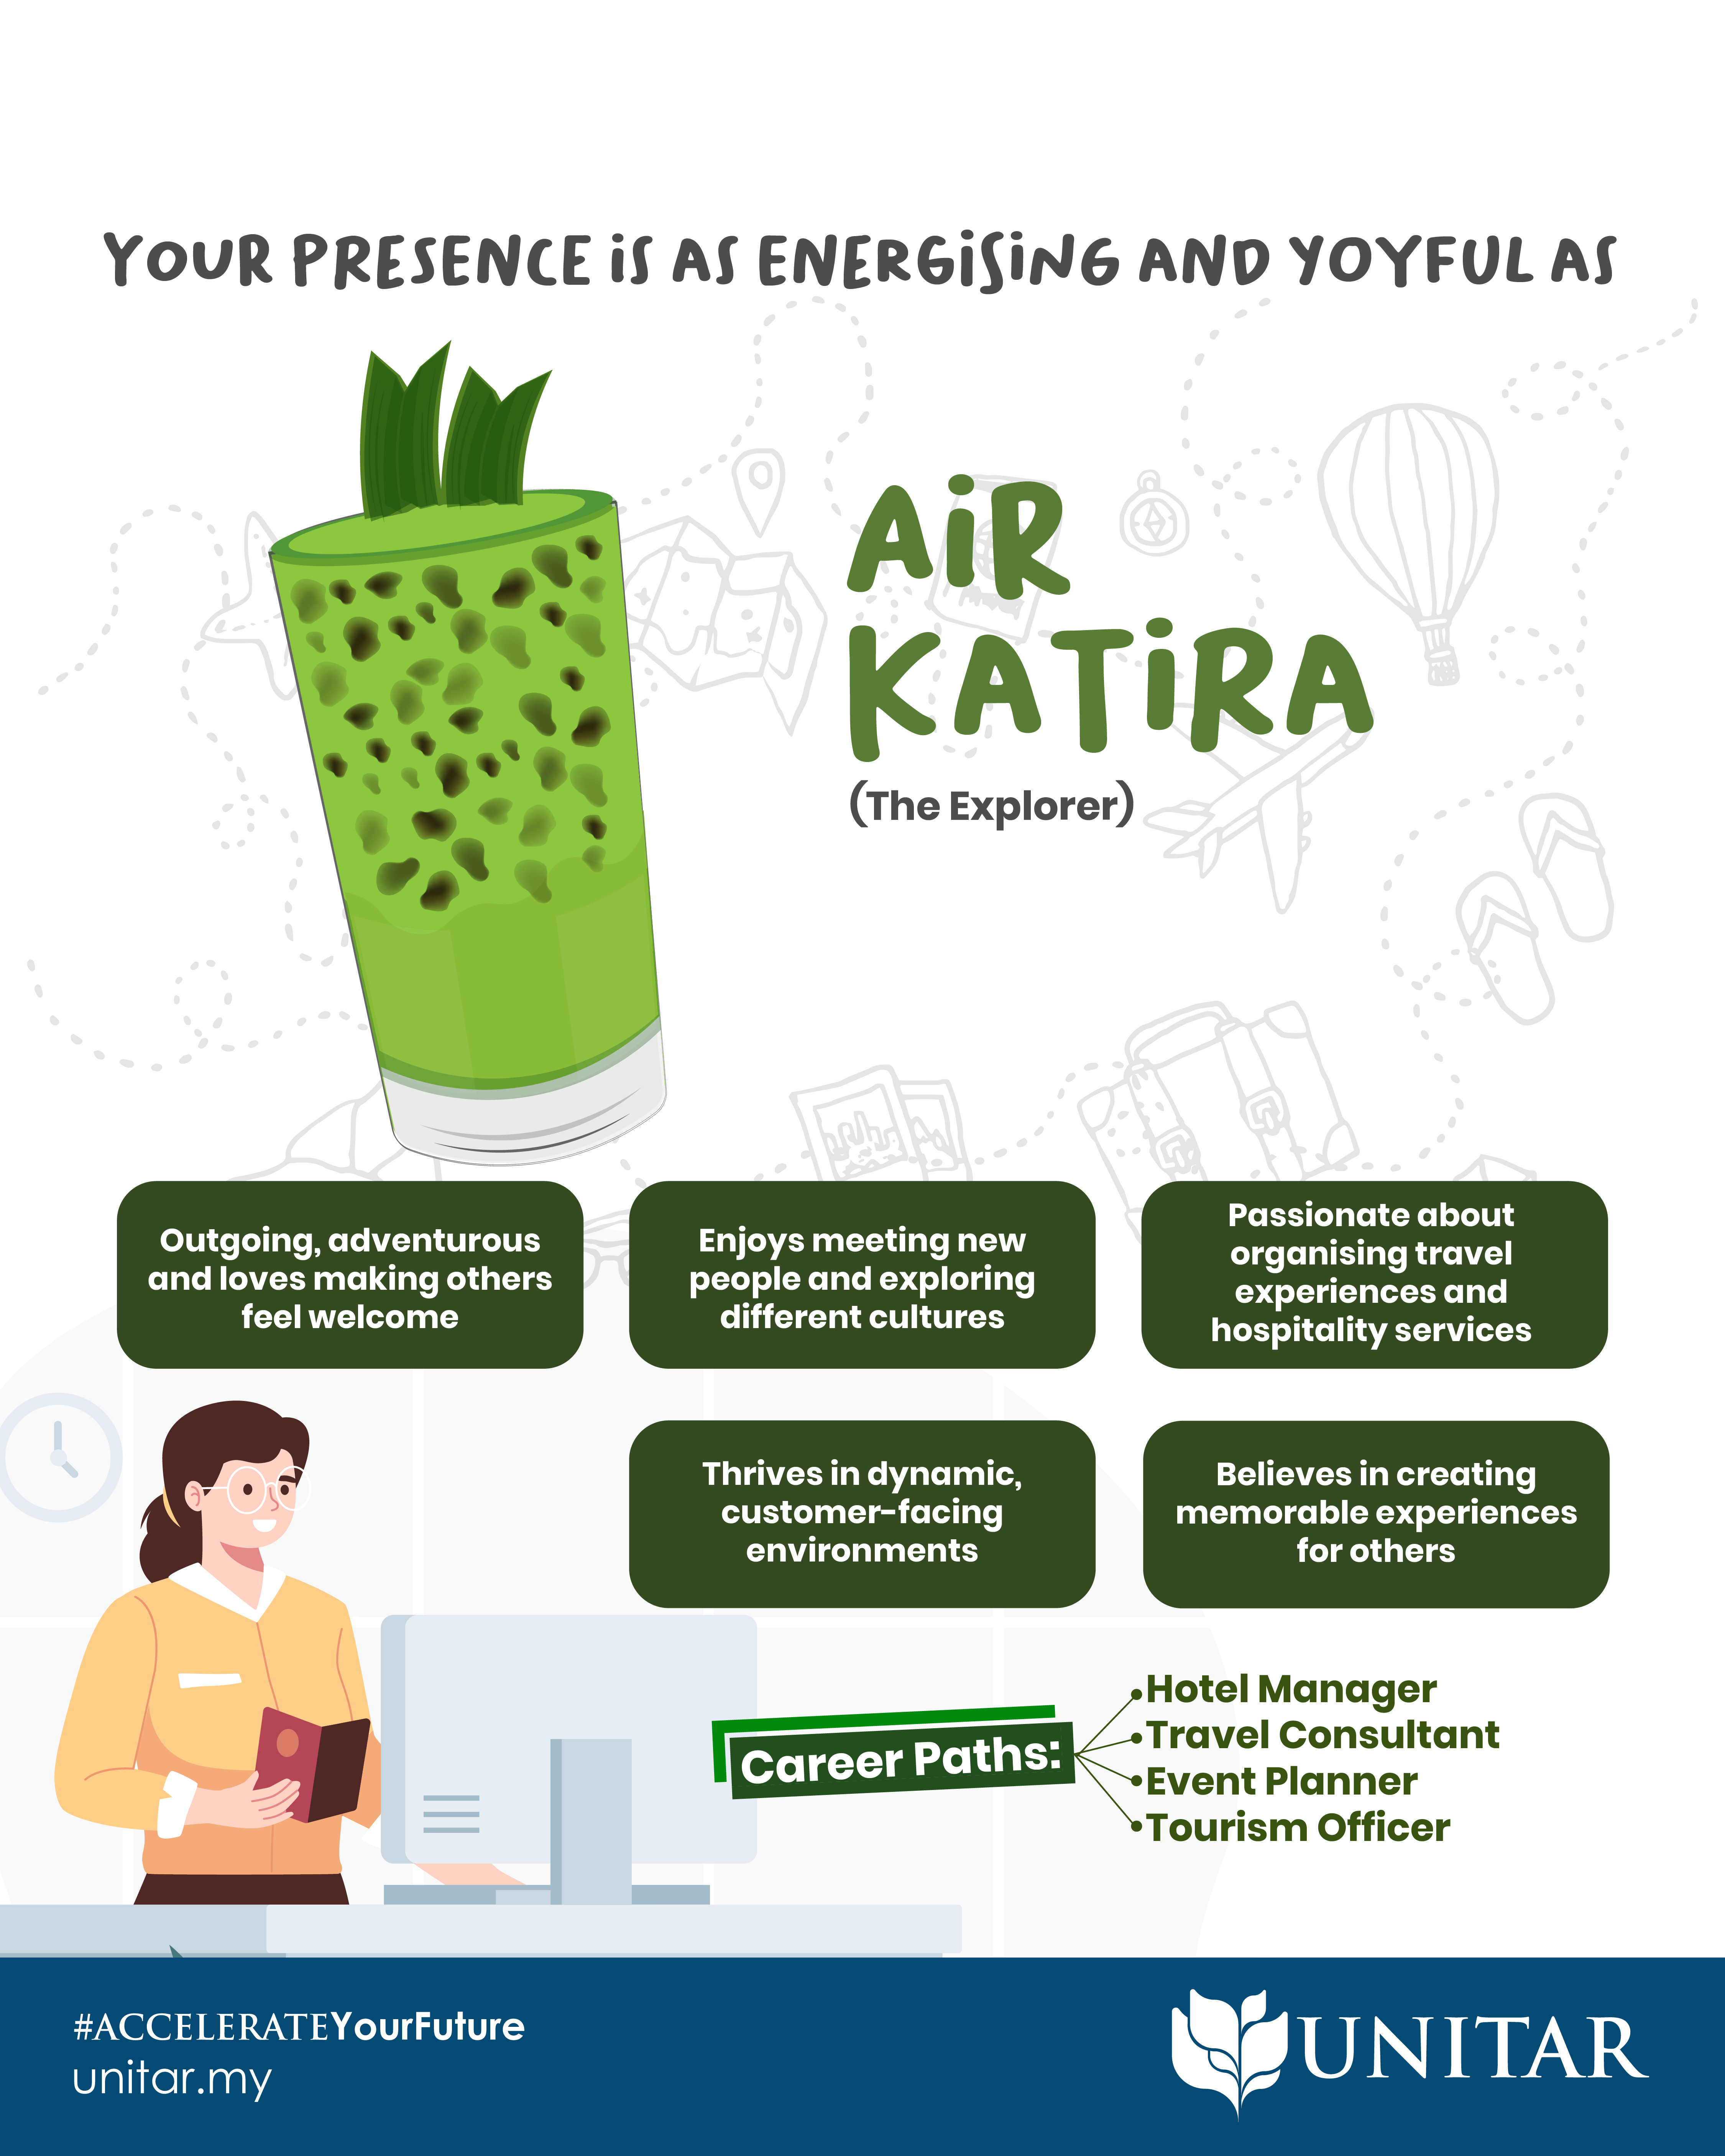 YOUR PRESENCE iS AS ENERGiSiNG AND YOYFUL AS
AiR
KATiRA
(The Explorer)
Outgoing, adventurous
and loves making others
feel welcome
Enjoys meeting new
people and exploring
different cultures
Passionate about
organising travel
experiences and
hospitality services
Thrives in dynamic,
customer-facing
environments
Believes in creating
memorable experiences
for others
Career Paths:
Hotel Manager
Travel Consultant
Event Planner
Tourism Officer
#ACCELERATEYourFuture
unitar.my
UNITAR